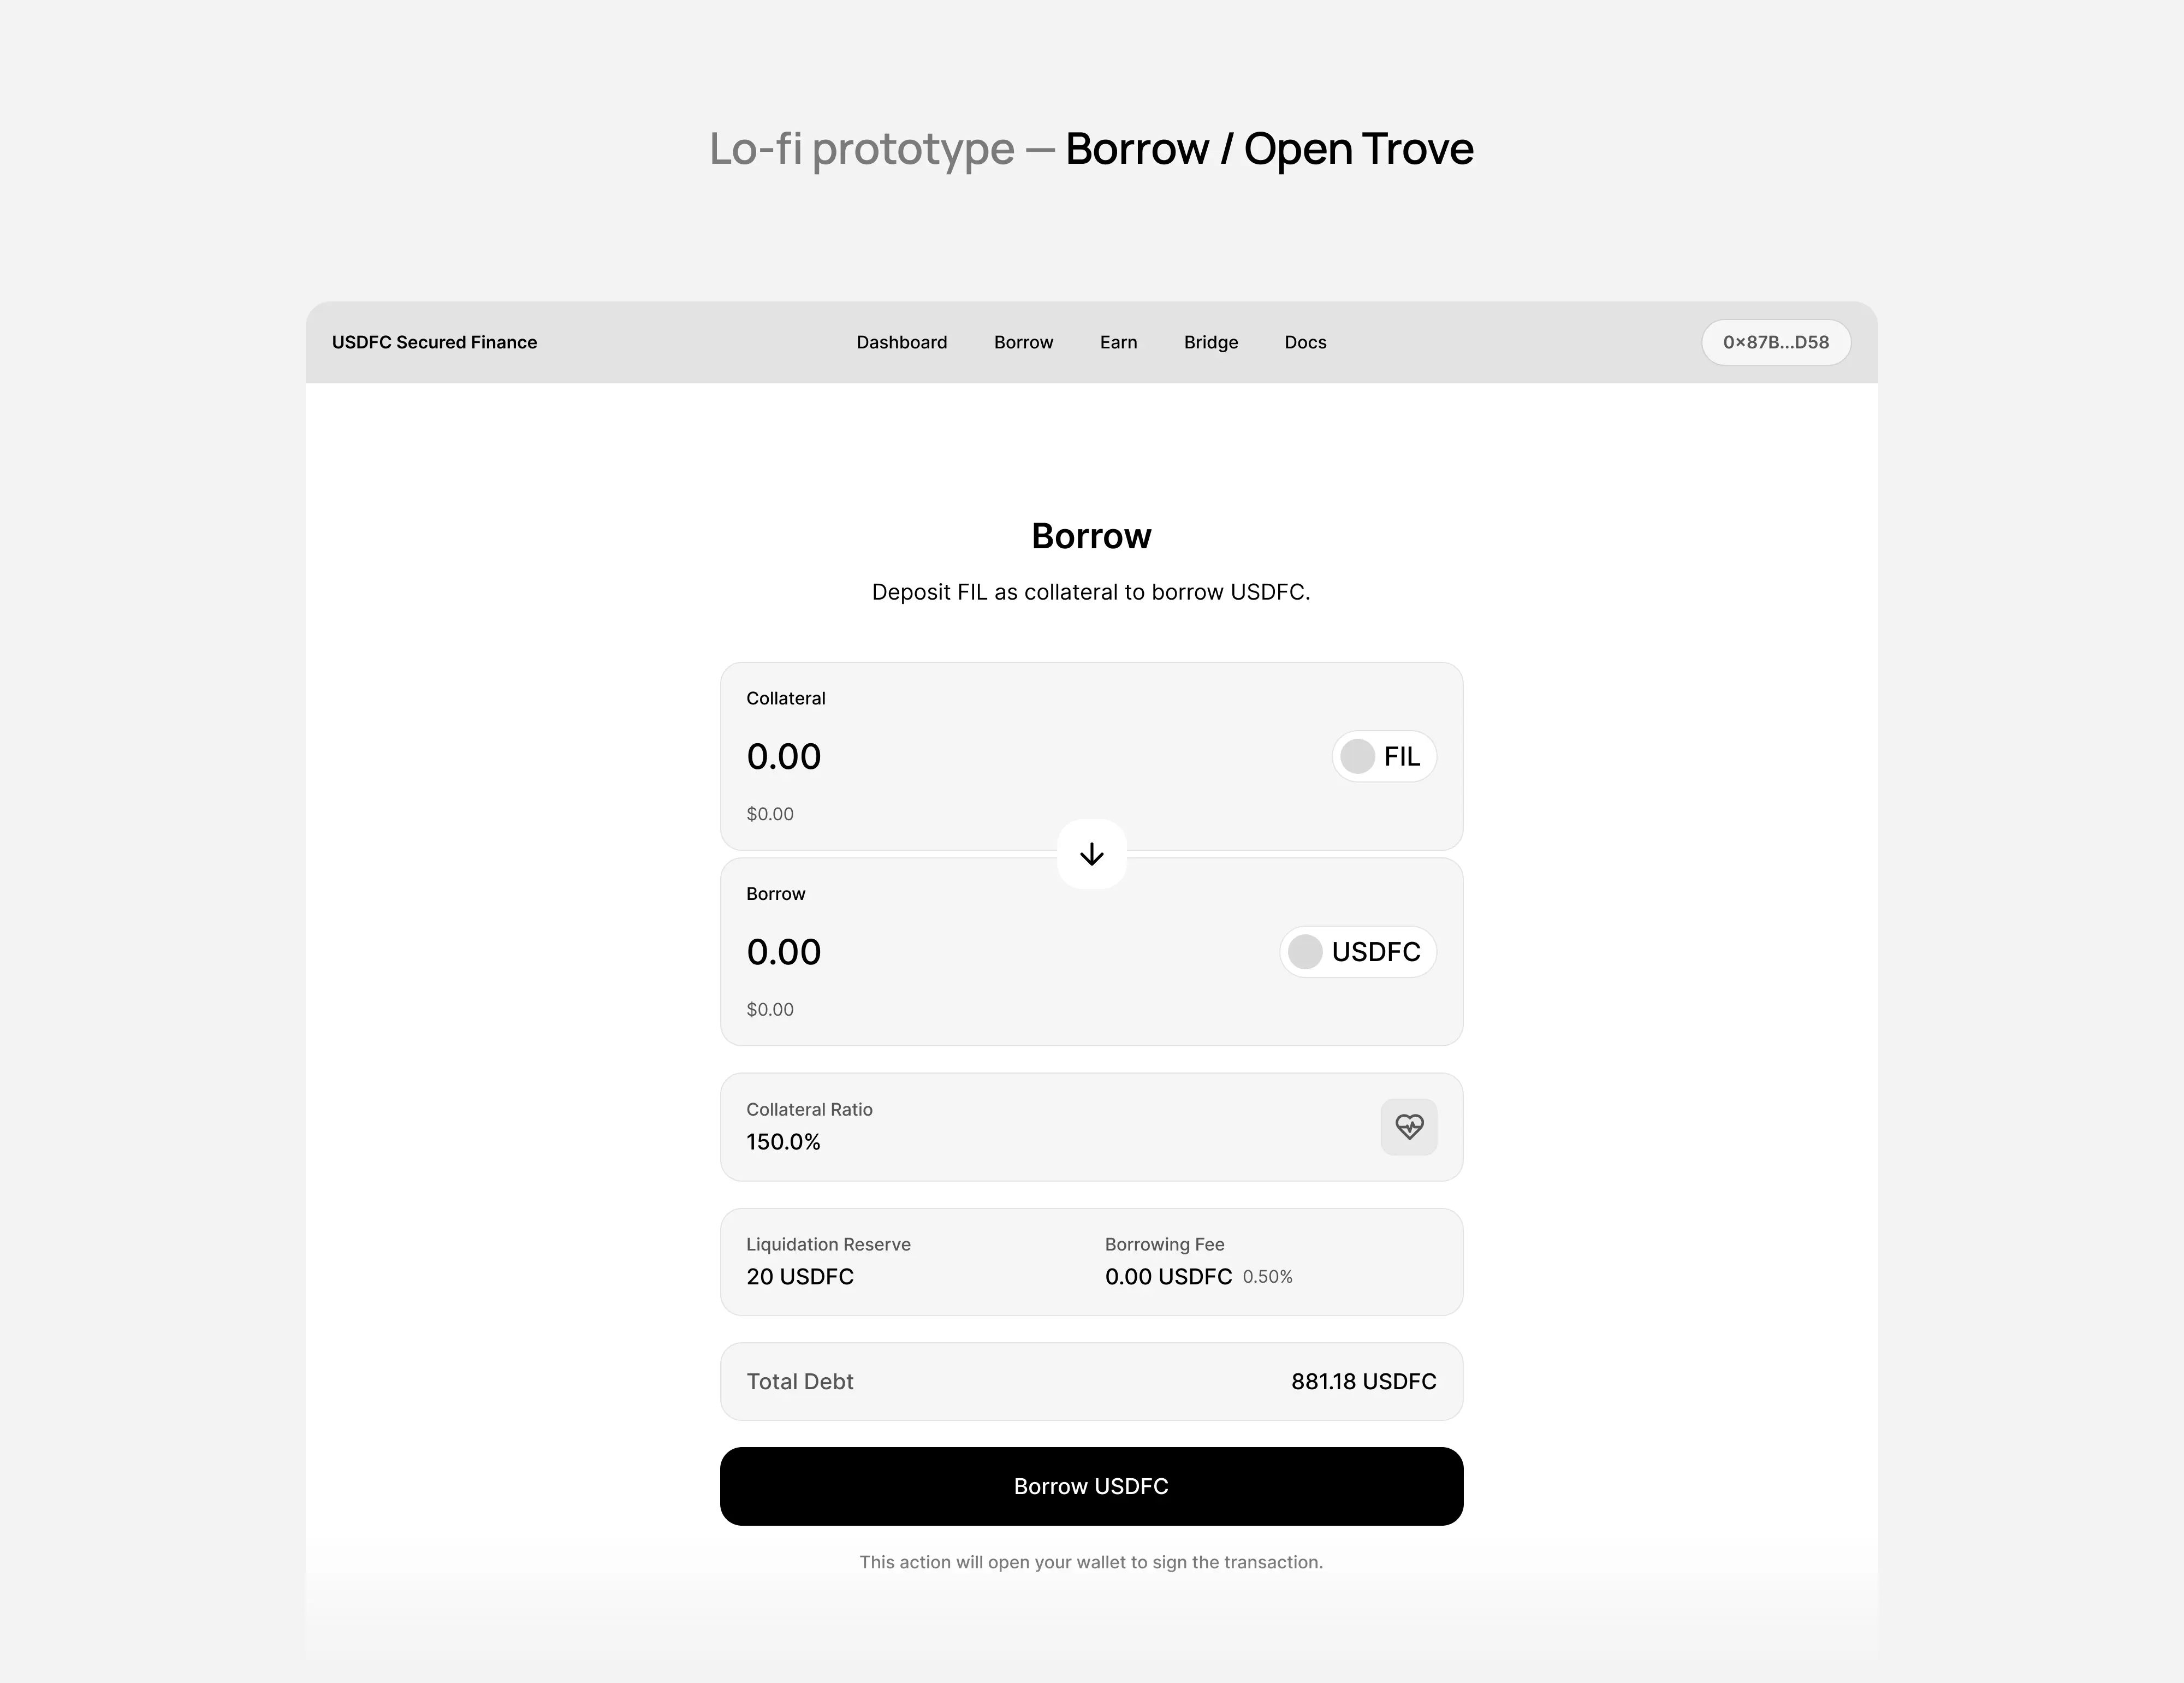 Lo-fi prototype — Borrow / Open Trove
USDFC Secured Finance
Dashboard
Borrow
Earn
Bridge
Docs
0×87B...D58
Borrow
Deposit FIL as collateral to borrow USDFC.
Collateral
0.00
FIL
$0.00
Borrow
0.00
USDFC
$0.00
Collateral Ratio
150.0%
Liquidation Reserve
20 USDFC
Borrowing Fee
0.00 USDFC 0.50%
Total Debt
881.18 USDFC
Borrow USDFC
This action will open your wallet to sign the transaction.